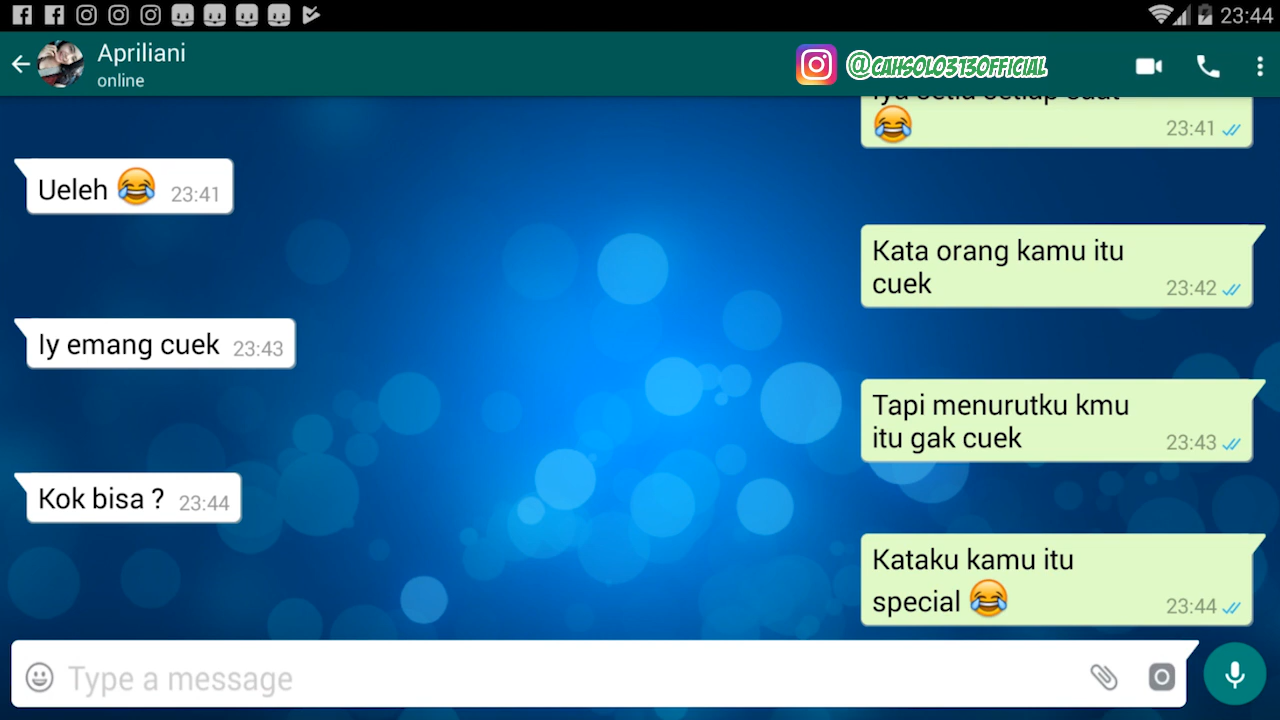 23:44
Apriliani
online
@CAHSOLO3130FFICIAL
23:41
Ueleh 😂 23:41
Kata orang kamu itu
cuek 23:42
Iy emang cuek 23:43
Tapi menurutku kmu
itu gak cuek 23:43
Kok bisa ? 23:44
Kataku kamu itu
special 😂 23:44
Type a message